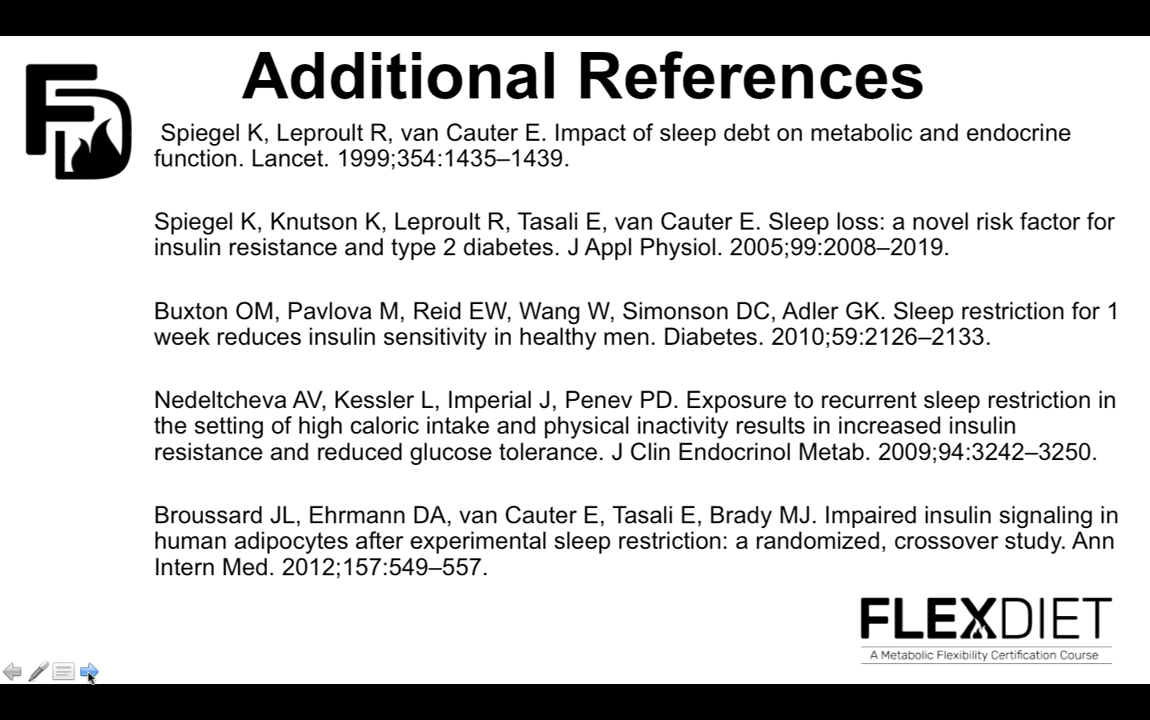 Additional References
Spiegel K, Leproult R, van Cauter E. Impact of sleep debt on metabolic and endocrine
function. Lancet. 1999;354:1435–1439.
Spiegel K, Knutson K, Leproult R, Tasali E, van Cauter E. Sleep loss: a novel risk factor for
insulin resistance and type 2 diabetes. J Appl Physiol. 2005;99:2008–2019.
Buxton OM, Pavlova M, Reid EW, Wang W, Simonson DC, Adler GK. Sleep restriction for 1
week reduces insulin sensitivity in healthy men. Diabetes. 2010;59:2126–2133.
Nedeltcheva AV, Kessler L, Imperial J, Penev PD. Exposure to recurrent sleep restriction in
the setting of high caloric intake and physical inactivity results in increased insulin
resistance and reduced glucose tolerance. J Clin Endocrinol Metab. 2009;94:3242–3250.
Broussard JL, Ehrmann DA, van Cauter E, Tasali E, Brady MJ. Impaired insulin signaling in
human adipocytes after experimental sleep restriction: a randomized, crossover study. Ann
Intern Med. 2012;157:549–557.
FD
FLEXDIET
A Metabolic Flexibility Certification Course